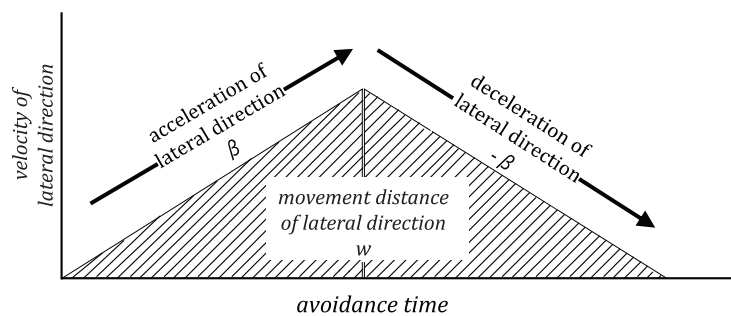 velocity of
lateral direction
acceleration of
lateral direction
β
deceleration of
lateral direction
-β
movement distance
of lateral direction
w
avoidance time